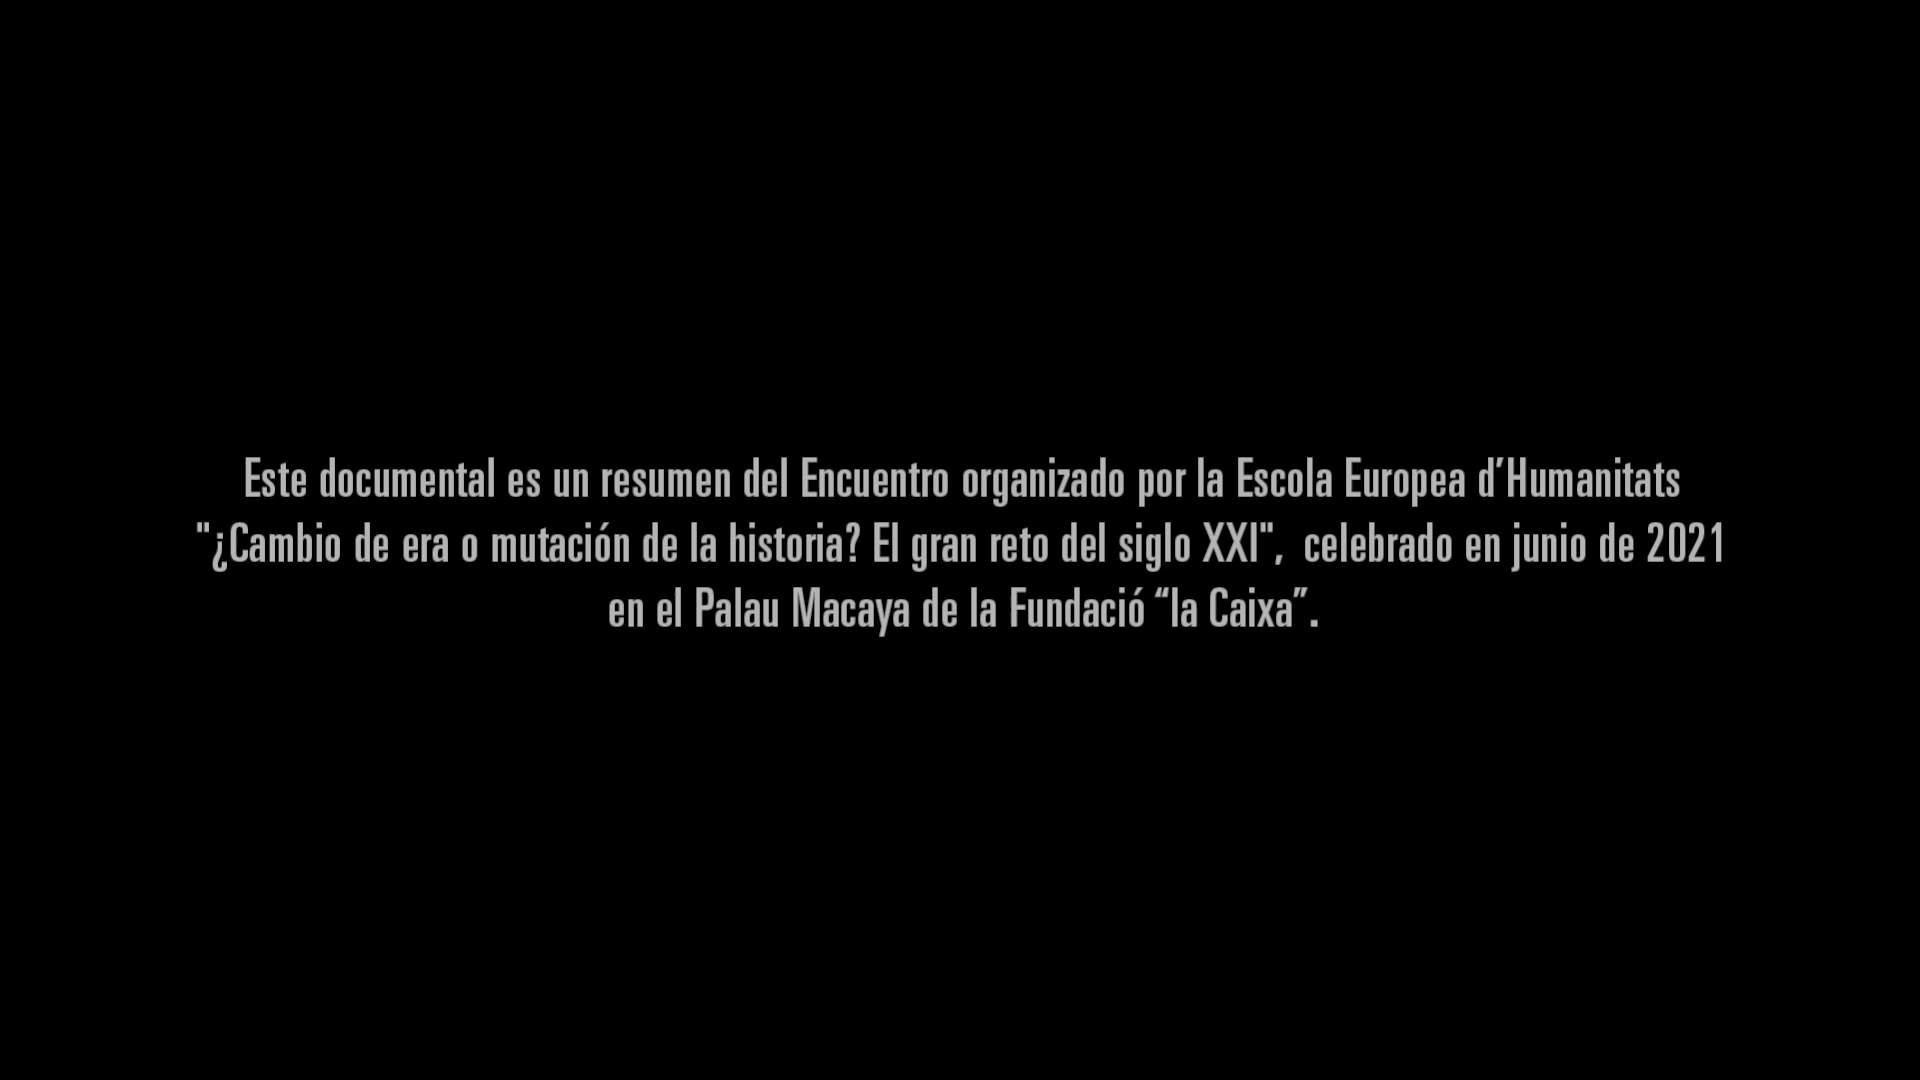 Este documental es un resumen del Encuentro organizado por la Escola Europea d’Humanitats
"¿Cambio de era o mutación de la historia? El gran reto del siglo XXI",  celebrado en junio de 2021
en el Palau Macaya de la Fundació “la Caixa”.